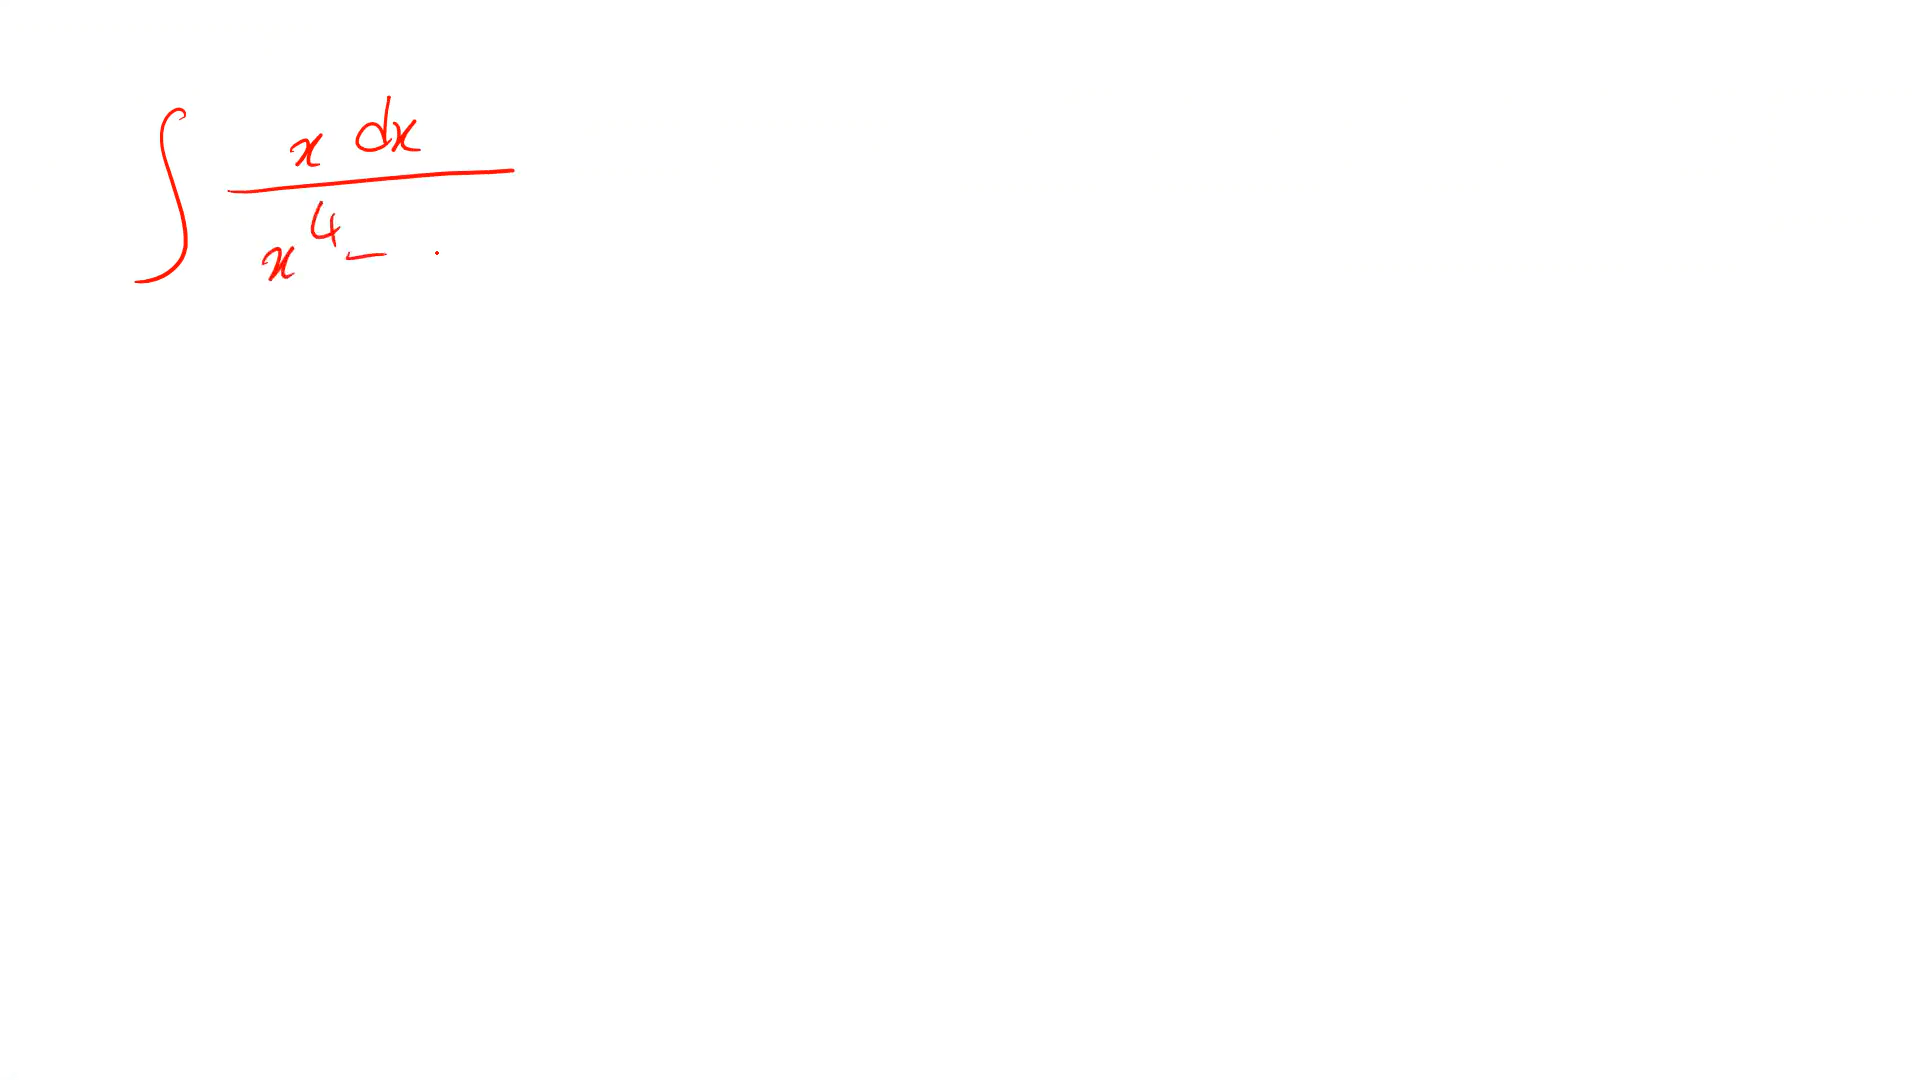 ∫ x dx / x⁴ - .